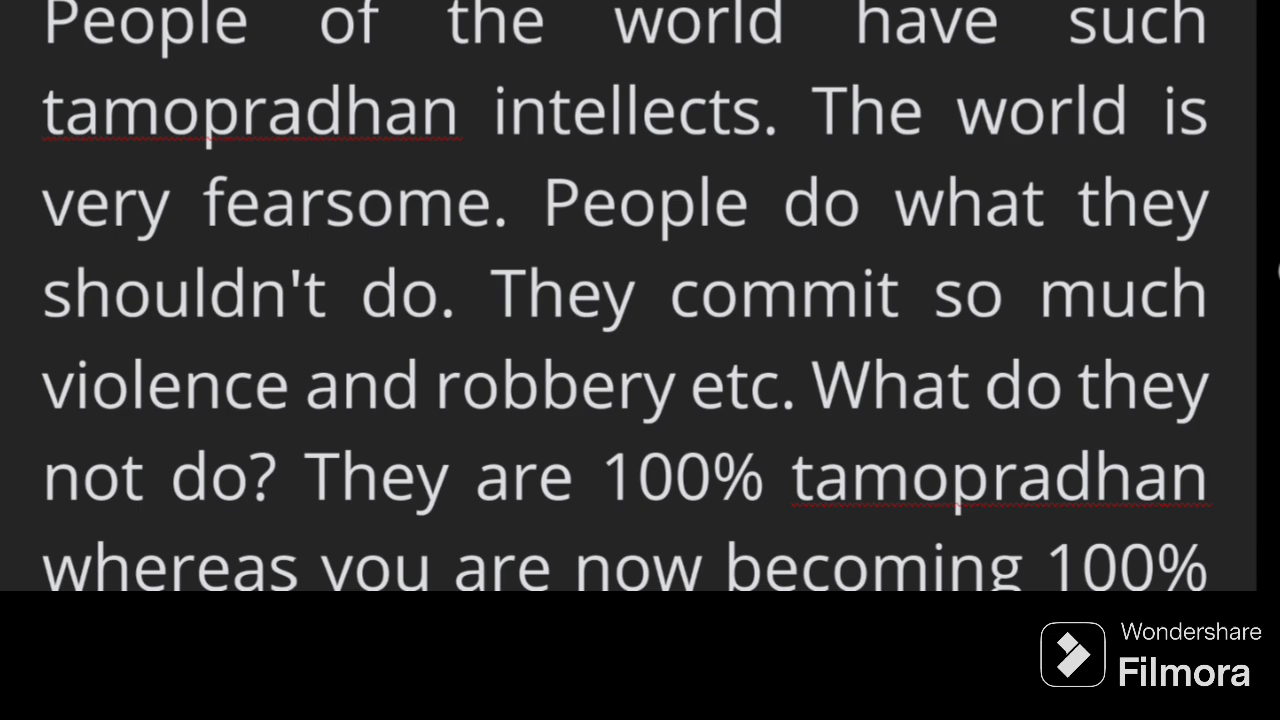 People of the world have such
tamopradhan intellects. The world is
very fearsome. People do what they
shouldn't do. They commit so much
violence and robbery etc. What do they
not do? They are 100% tamopradhan
whereas you are now becoming 100%
Wondershare
Filmora